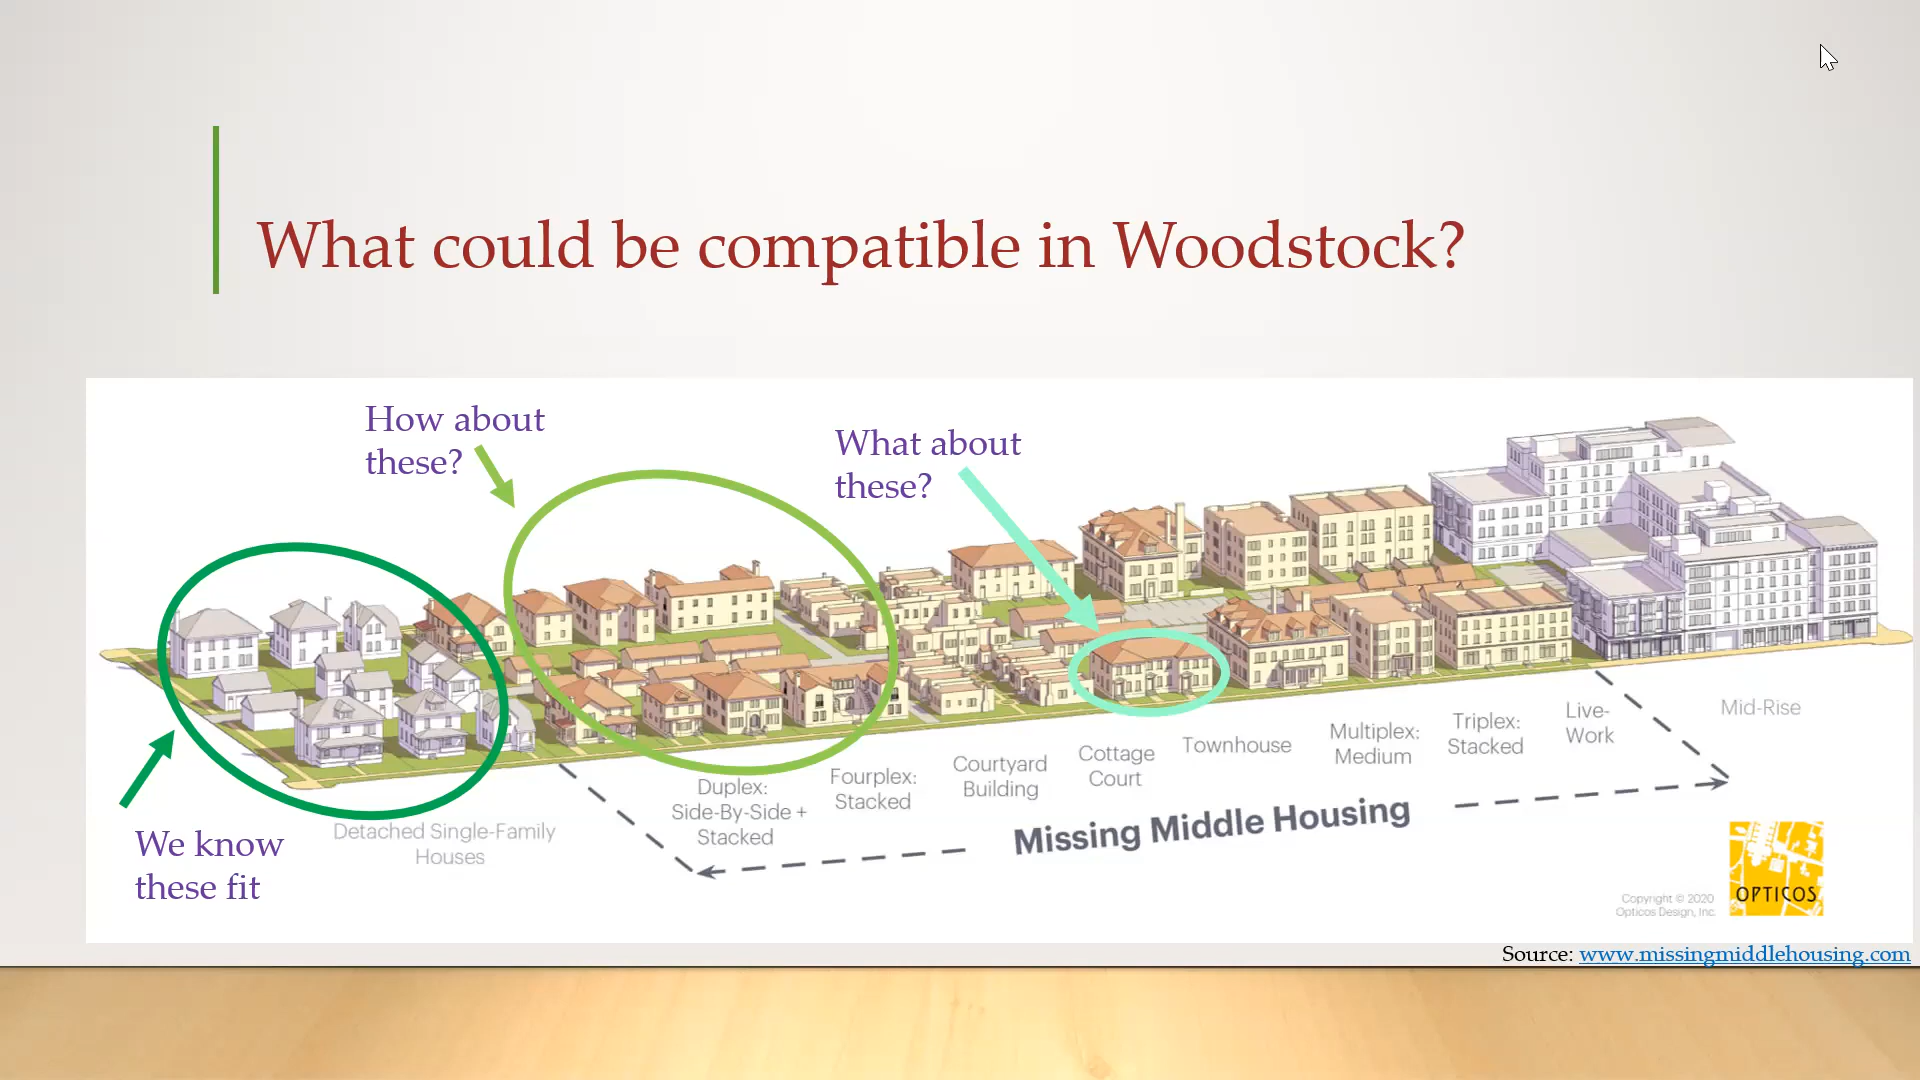 What could be compatible in Woodstock?
How about
these?
What about
these?
We know
these fit
Detached Single-Family
Houses
Duplex:
Side-By-Side +
Stacked
Fourplex:
Stacked
Courtyard
Building
Cottage
Court
Townhouse
Multiplex:
Medium
Triplex:
Stacked
Live-
Work
Mid-Rise
Missing Middle Housing
Copyright © 2020
Opticos Design, Inc.
OPTICOS
Source: www.missingmiddlehousing.com